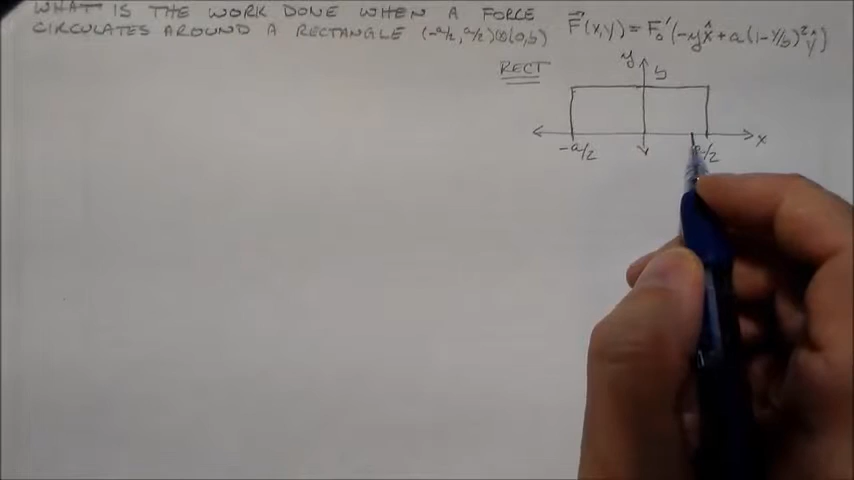 WHAT IS THE WORK DONE WHEN A FORCE
CIRCULATES AROUND A RECTANGLE (-a/2, a/2)⊗(0,b) F⃗(x,y) = F₀'(-yx̂ + a(1-y/b)²ŷ)
RECT
y
b
x
-a/2
a/2